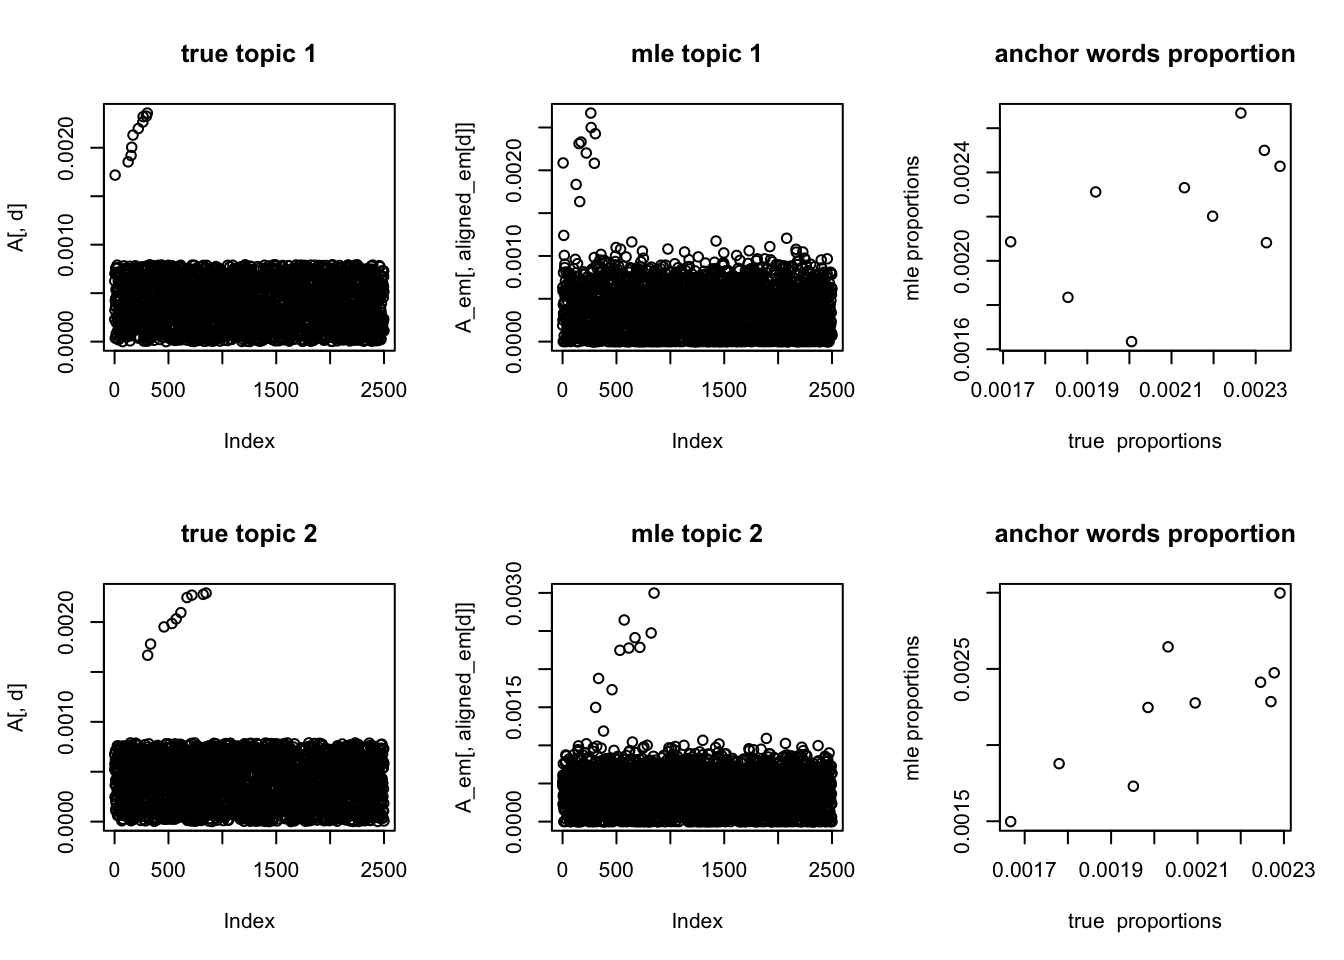 true topic 1
A[, d]
0.0000 0.0010 0.0020
0 500 1500 2500
Index
mle topic 1
A_em[, aligned_em[d]]
0.0000 0.0010 0.0020
0 500 1500 2500
Index
anchor words proportion
mle proportions
0.0016 0.0020 0.0024
0.0017 0.0019 0.0021 0.0023
true proportions
true topic 2
A[, d]
0.0000 0.0010 0.0020
0 500 1500 2500
Index
mle topic 2
A_em[, aligned_em[d]]
0.0000 0.0015 0.0030
0 500 1500 2500
Index
anchor words proportion
mle proportions
0.0015 0.0025
0.0017 0.0019 0.0021 0.0023
true proportions